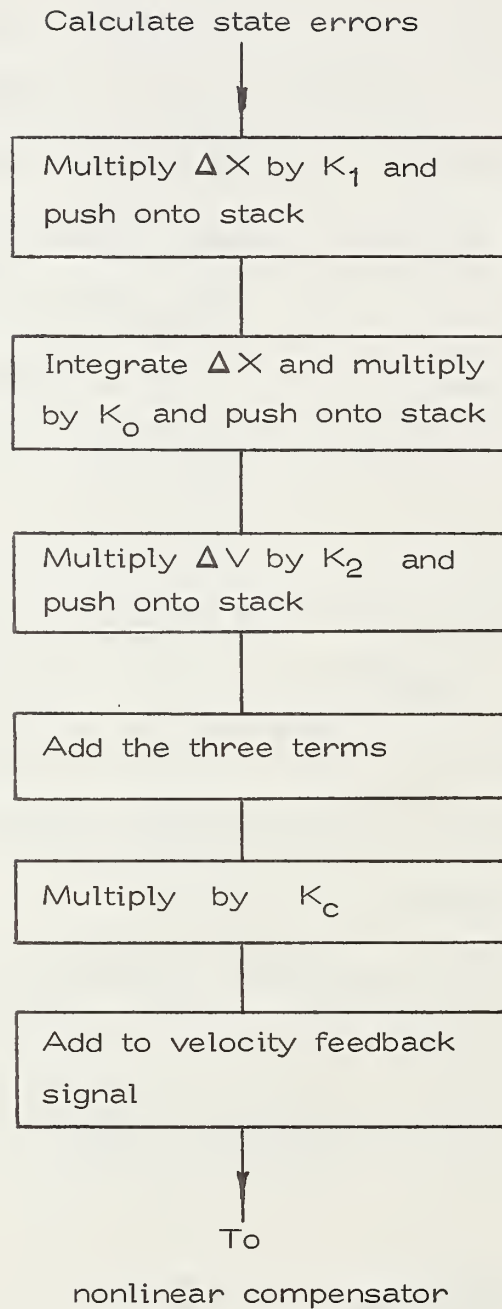 Calculate state errors
Multiply ΔX by K₁ and
push onto stack
Integrate ΔX and multiply
by Kₒ and push onto stack
Multiply ΔV by K₂ and
push onto stack
Add the three terms
Multiply by K_c
Add to velocity feedback
signal
To
nonlinear compensator